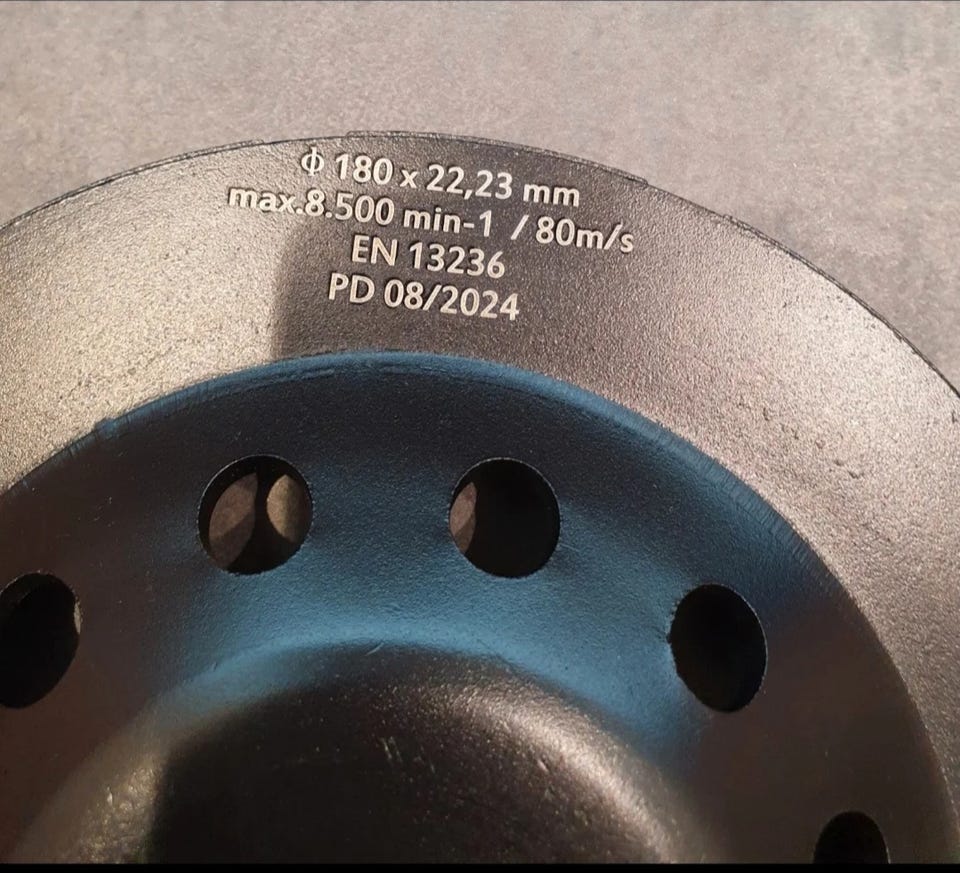 ϕ 180 x 22,23 mm
max.8.500 min-1 / 80m/s
EN 13236
PD 08/2024